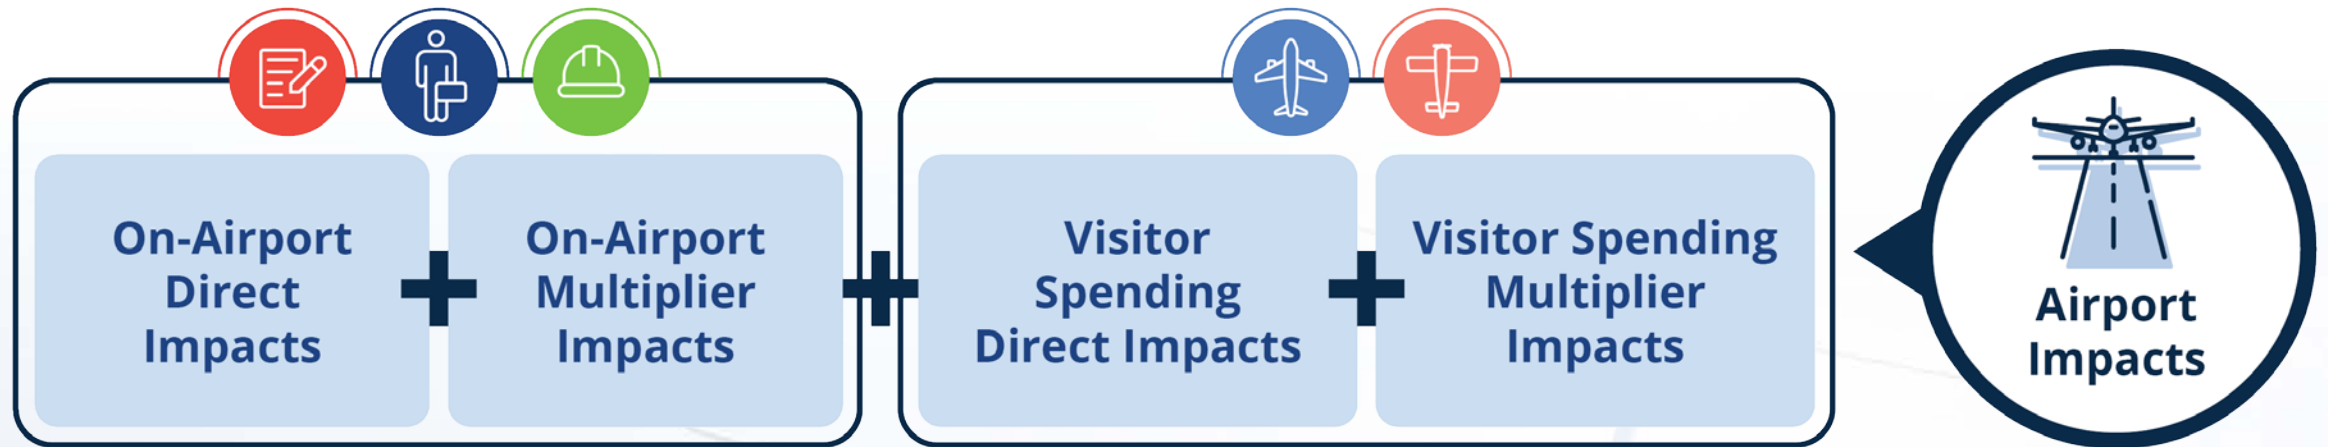 On-Airport
Direct
Impacts
+
On-Airport
Multiplier
Impacts
+
Visitor
Spending
Direct Impacts
+
Visitor Spending
Multiplier
Impacts
Airport
Impacts